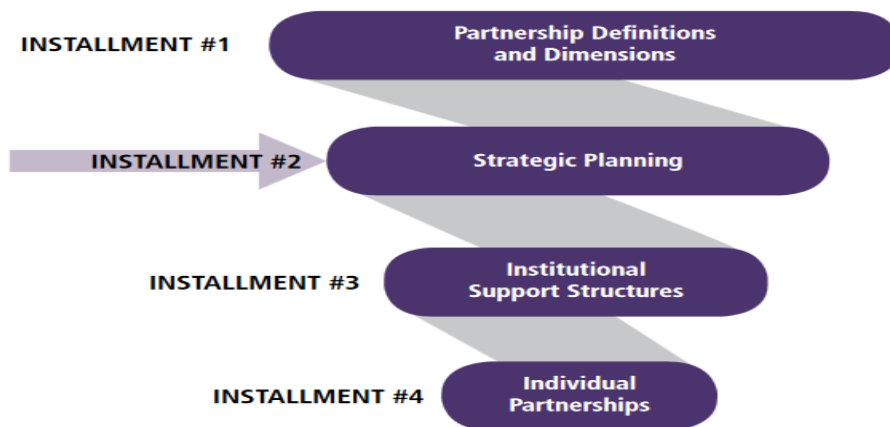 INSTALLMENT #1
Partnership Definitions
and Dimensions
INSTALLMENT #2
Strategic Planning
INSTALLMENT #3
Institutional
Support Structures
INSTALLMENT #4
Individual
Partnerships